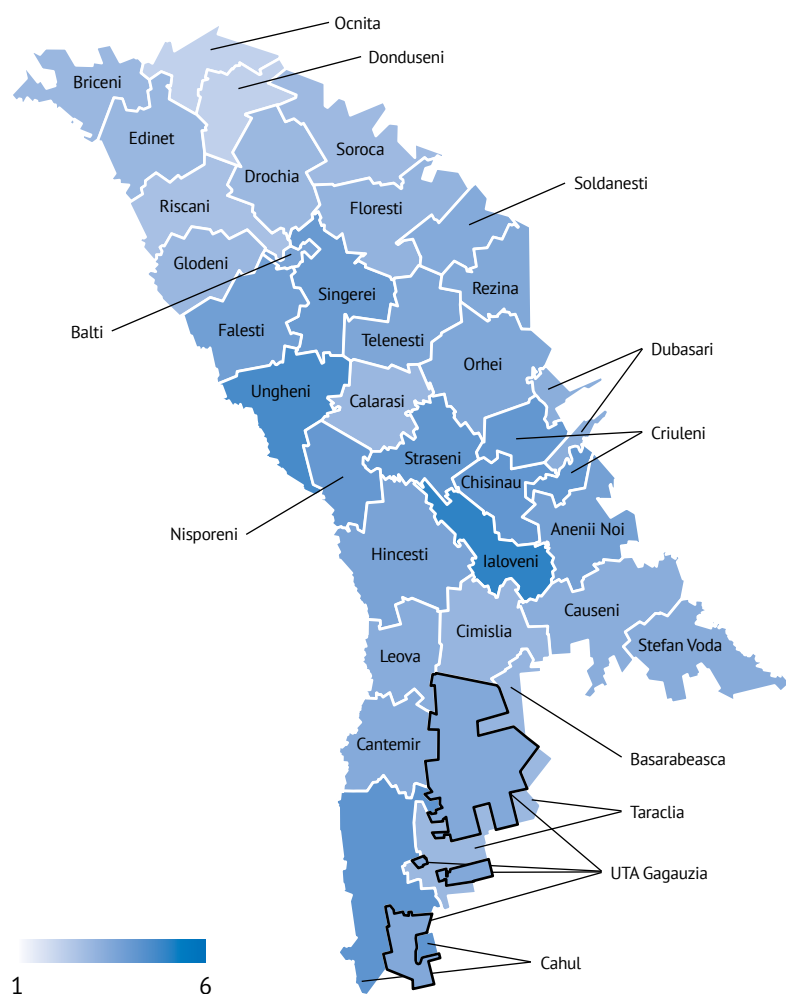 Ocnita
Donduseni
Briceni
Edinet
Soroca
Drochia
Soldanesti
Riscani
Floresti
Glodeni
Rezina
Singerei
Balti
Falesti
Telenesti
Dubasari
Orhei
Ungheni
Calarasi
Criuleni
Straseni
Chisinau
Nisporeni
Anenii Noi
Hincesti
Ialoveni
Causeni
Cimislia
Stefan Voda
Leova
Cantemir
Basarabeasca
Taraclia
UTA Gagauzia
Cahul
1 6